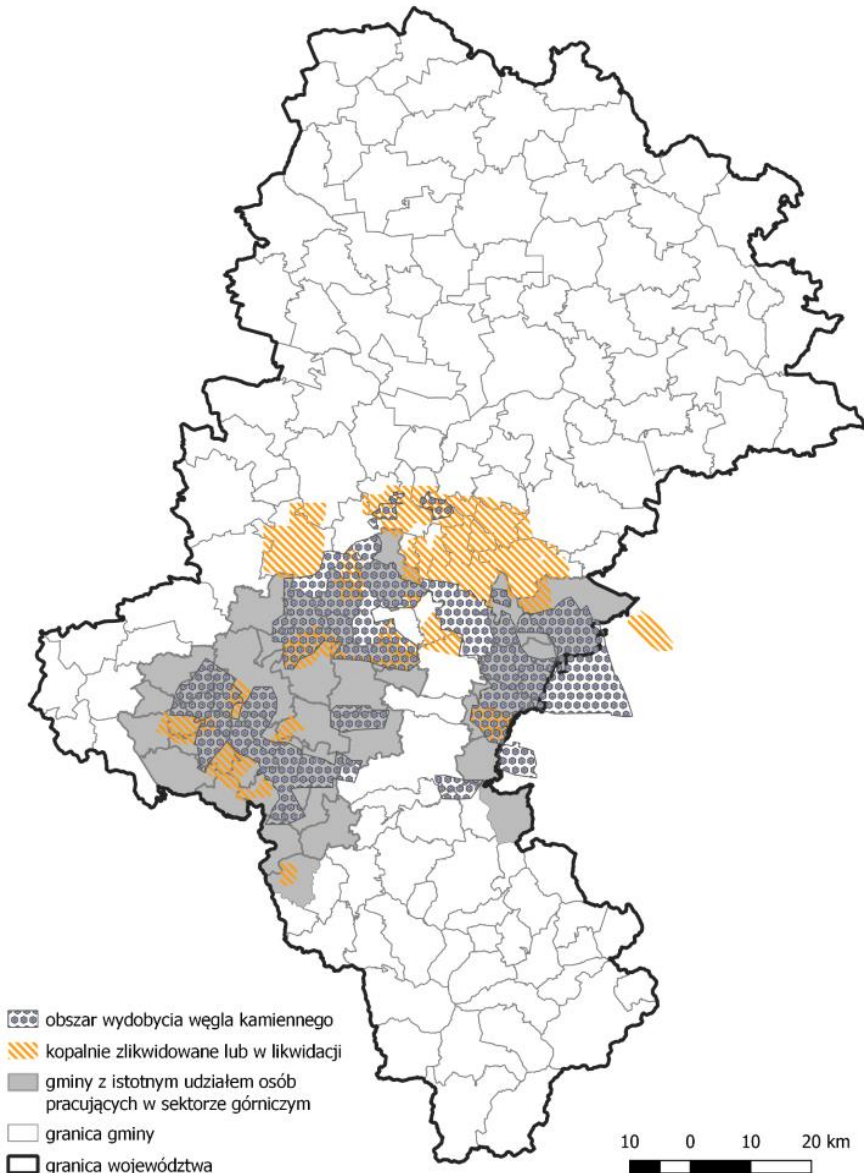 obszar wydobycia węgla kamiennego
kopalnie zlikwidowane lub w likwidacji
gminy z istotnym udziałem osób
pracujących w sektorze górniczym
granica gminy
granica województwa
10 0 10 20 km